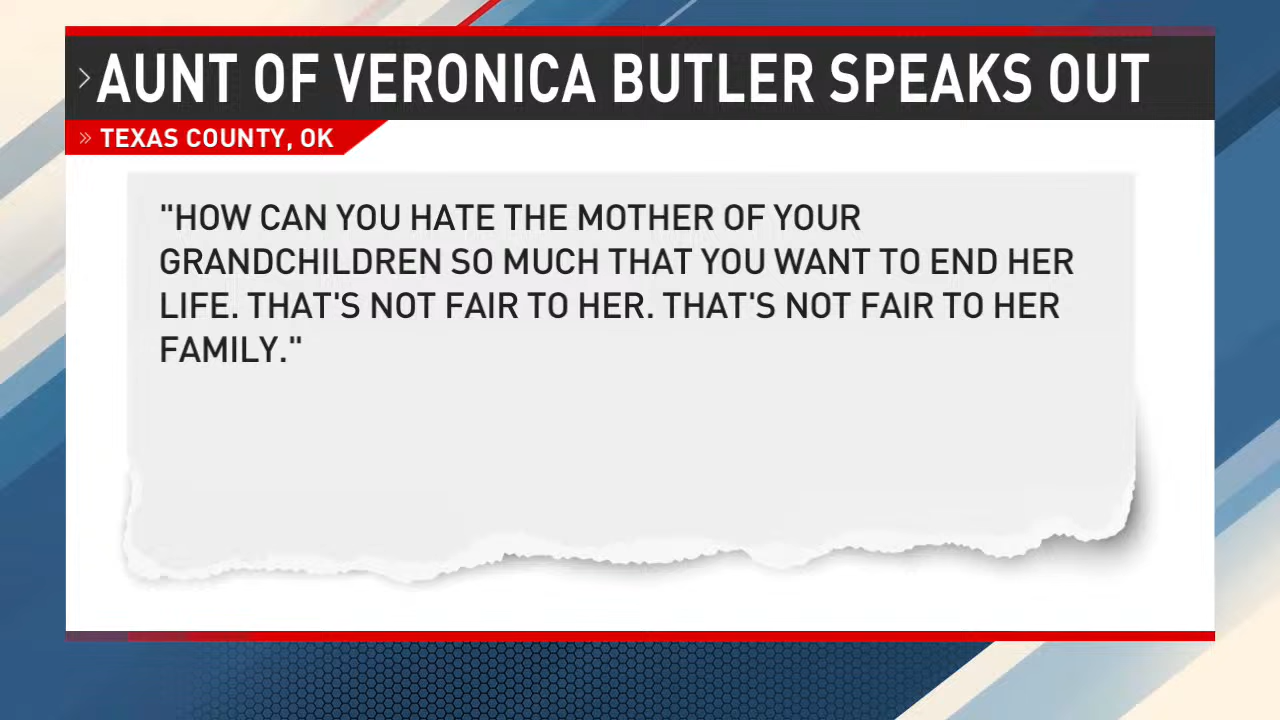 AUNT OF VERONICA BUTLER SPEAKS OUT
TEXAS COUNTY, OK
"HOW CAN YOU HATE THE MOTHER OF YOUR
GRANDCHILDREN SO MUCH THAT YOU WANT TO END HER
LIFE. THAT'S NOT FAIR TO HER. THAT'S NOT FAIR TO HER
FAMILY."